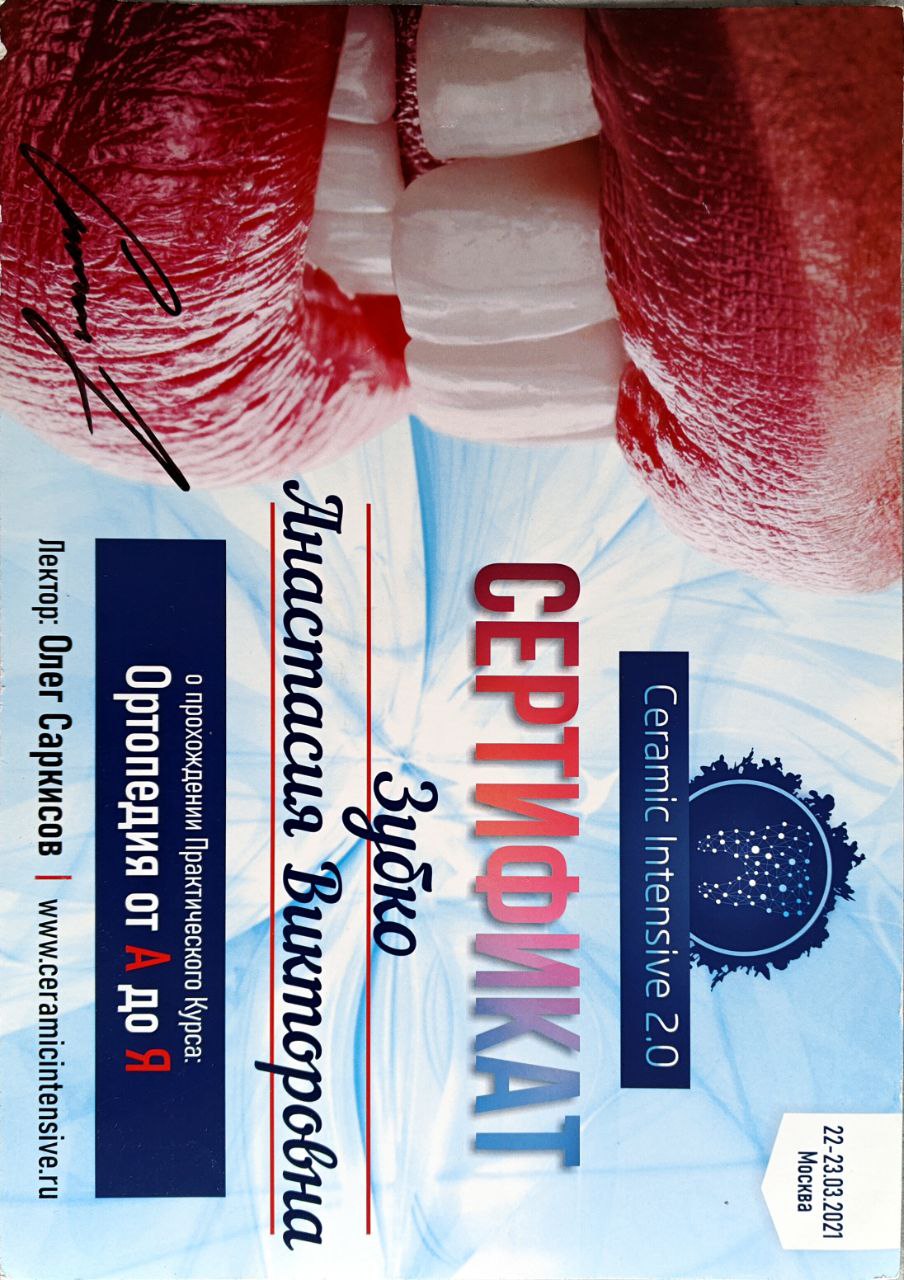 22-23.03.2021
Москва
Ceramic Intensive 2.0
СЕРТИФИКАТ
Зубко
Анастасия Викторовна
о прохождении Практического Курса:
Ортопедия от А до Я
Лектор: Олег Саркисов | www.ceramicintensive.ru